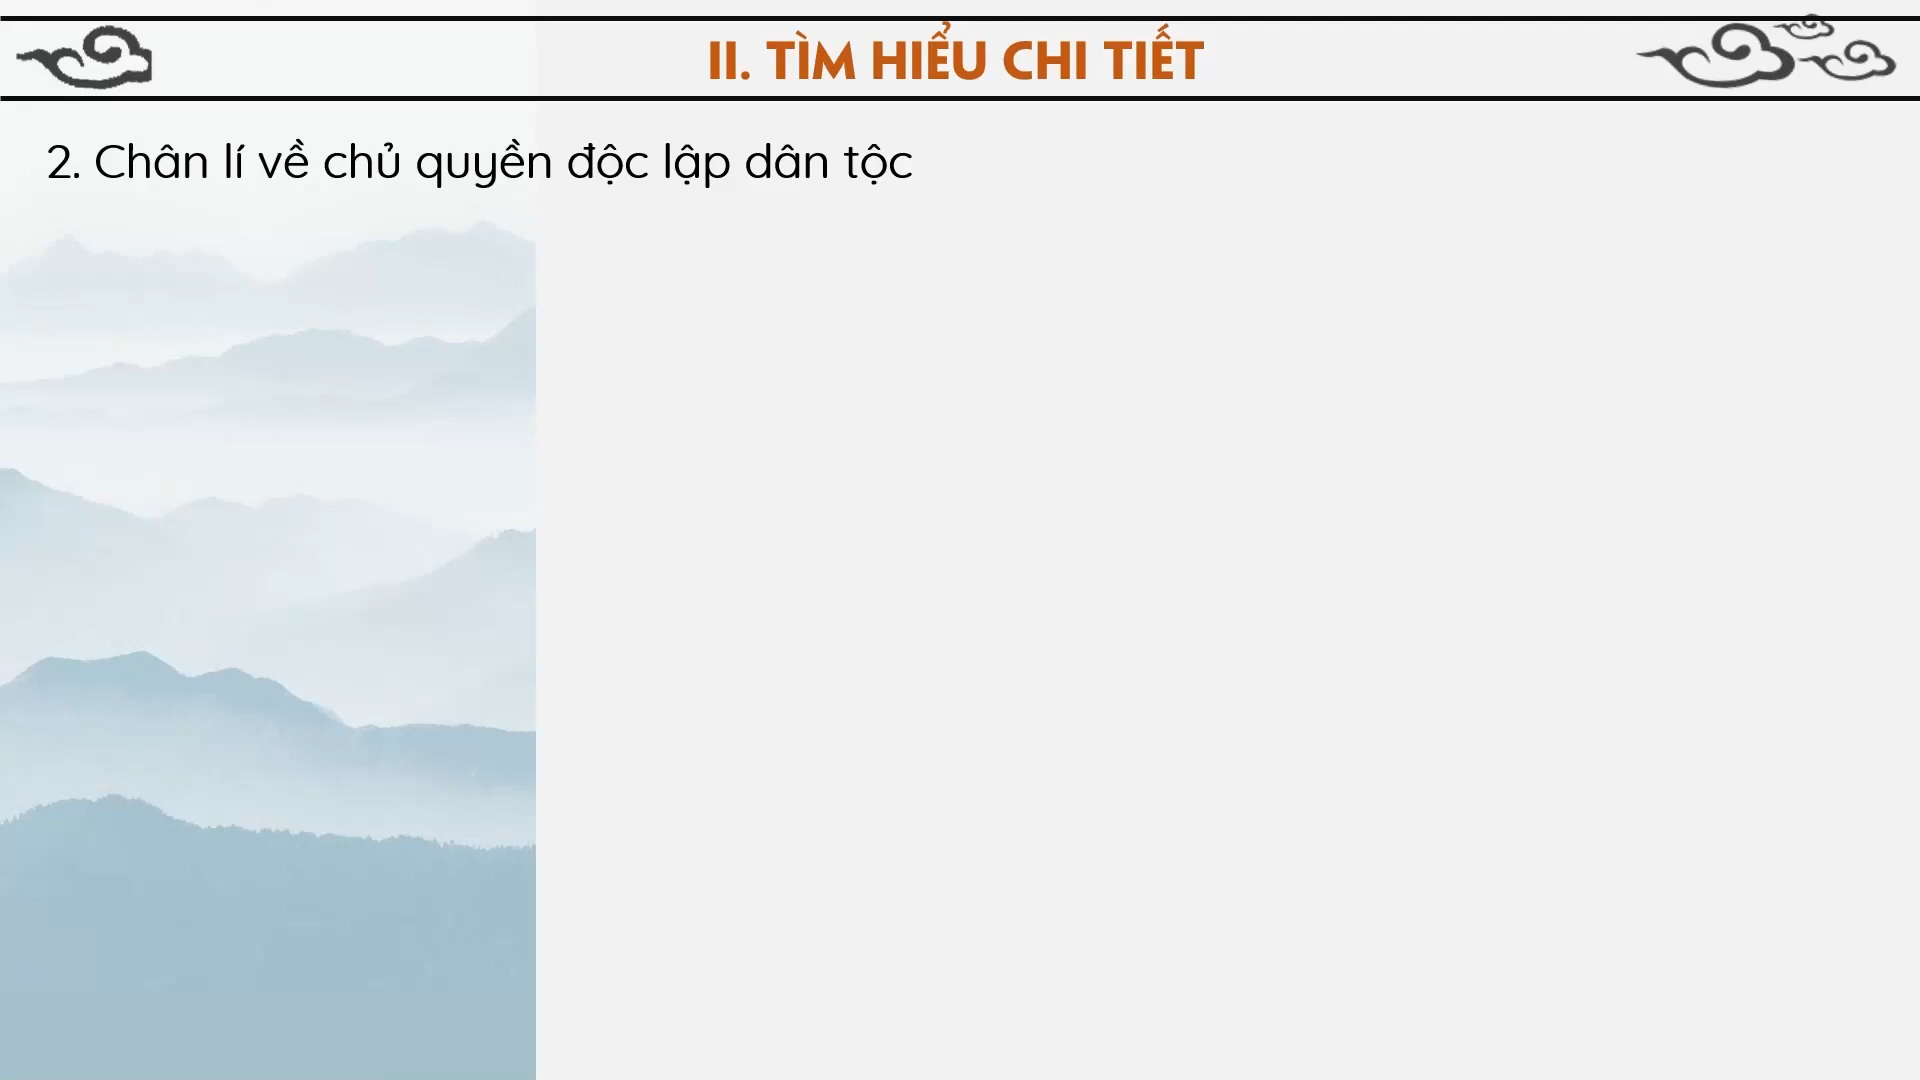 II. TÌM HIỂU CHI TIẾT
2. Chân lí về chủ quyền độc lập dân tộc